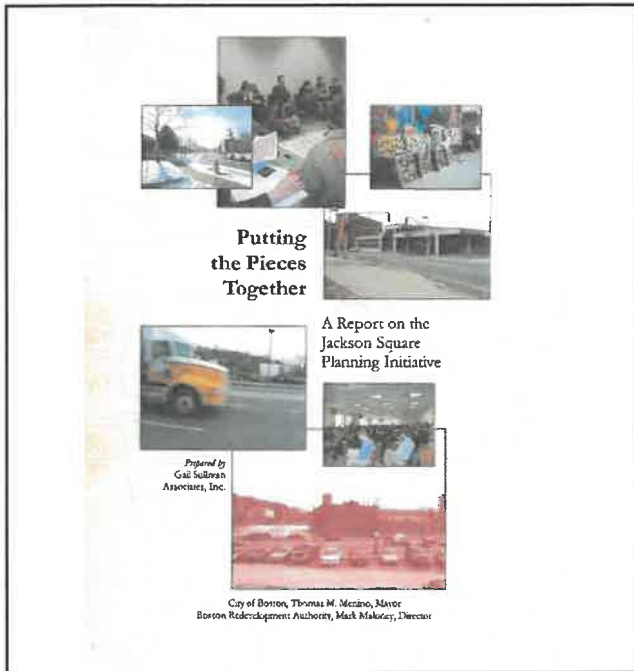 Putting
the Pieces
Together
A Report on the
Jackson Square
Planning Initiative
Prepared by
Gail Sullivan
Associates, Inc.
City of Boston, Thomas M. Menino, Mayor
Boston Redevelopment Authority, Mark Maloney, Director